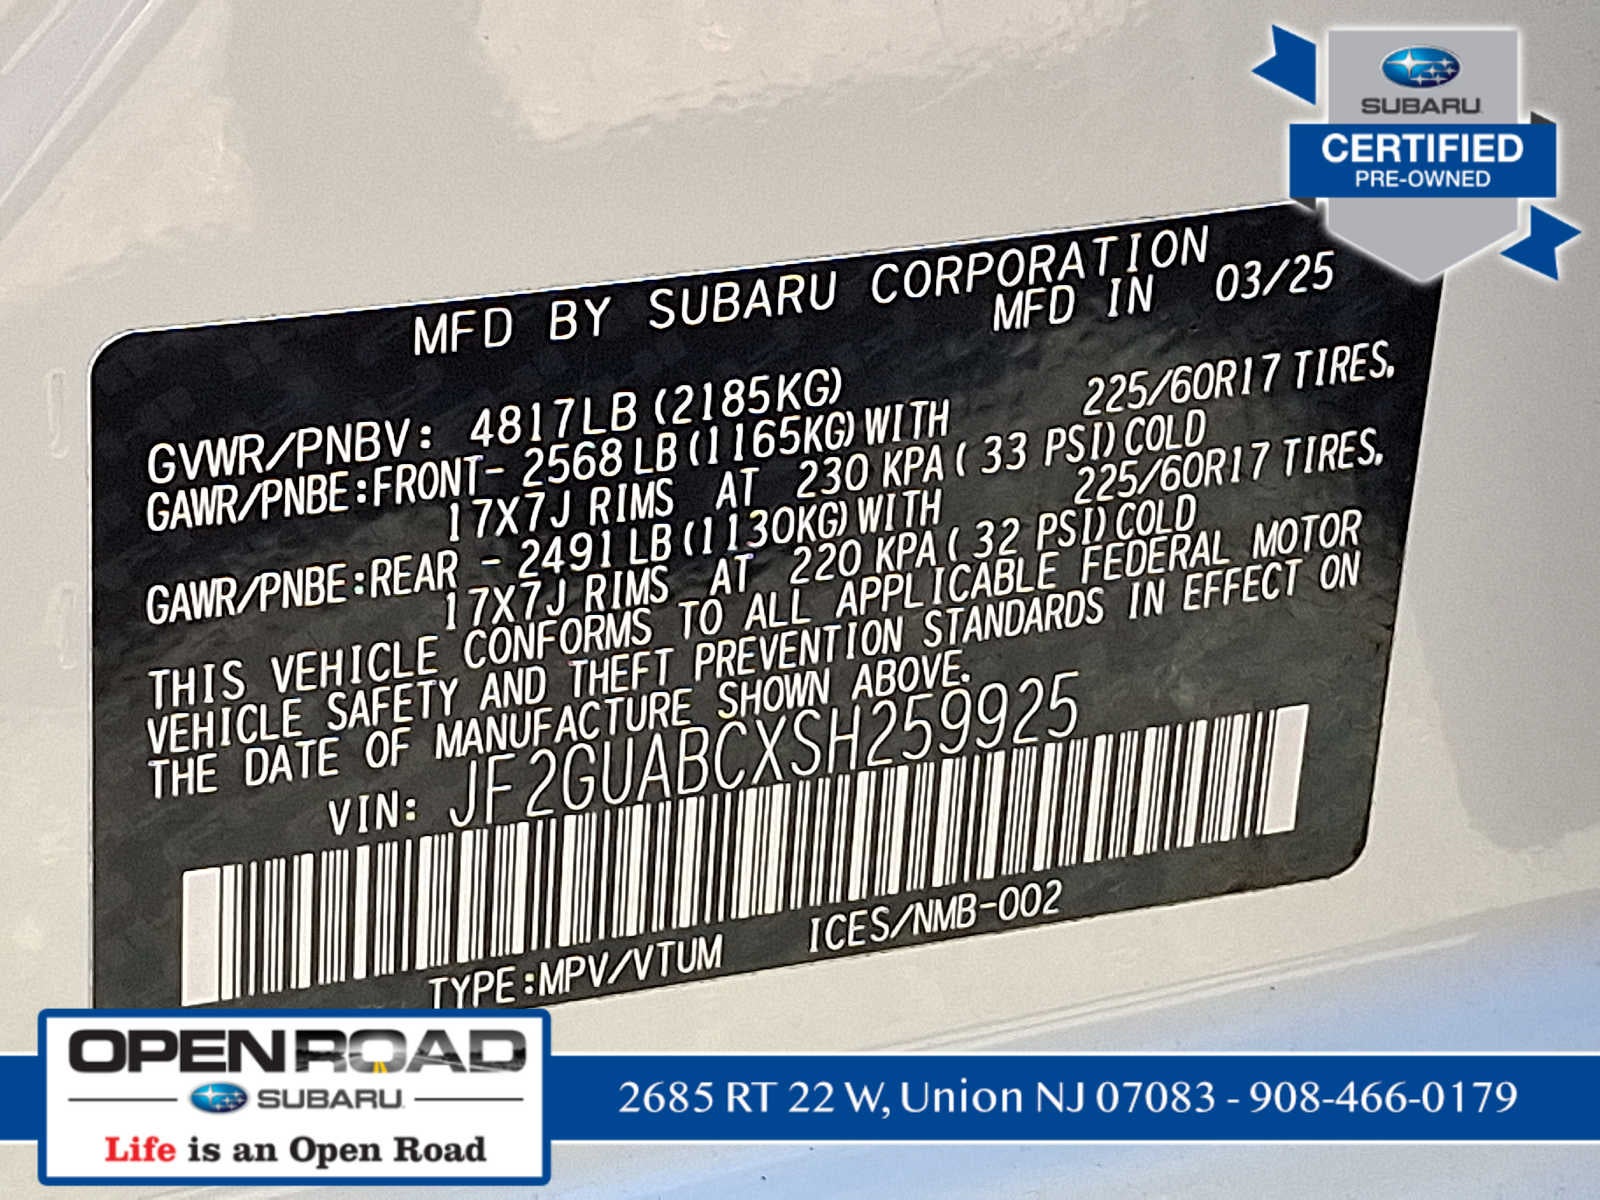 SUBARU
CERTIFIED
PRE-OWNED
MFD BY SUBARU CORPORATION
MFD IN 03/25
GVWR/PNBV: 4817LB (2185KG)
GAWR/PNBE:FRONT- 2568 LB (1165KG) WITH 225/60R17 TIRES,
17X7J RIMS AT 230 KPA ( 33 PSI) COLD
GAWR/PNBE:REAR - 2491 LB (1130KG) WITH 225/60R17 TIRES,
17X7J RIMS AT 220 KPA ( 32 PSI) COLD
THIS VEHICLE CONFORMS TO ALL APPLICABLE FEDERAL MOTOR
VEHICLE SAFETY AND THEFT PREVENTION STANDARDS IN EFFECT ON
THE DATE OF MANUFACTURE SHOWN ABOVE.
VIN: JF2GUABCXSH259925
TYPE:MPV/VTUM ICES/NMB-002
OPEN ROAD
SUBARU
Life is an Open Road
2685 RT 22 W, Union NJ 07083 - 908-466-0179